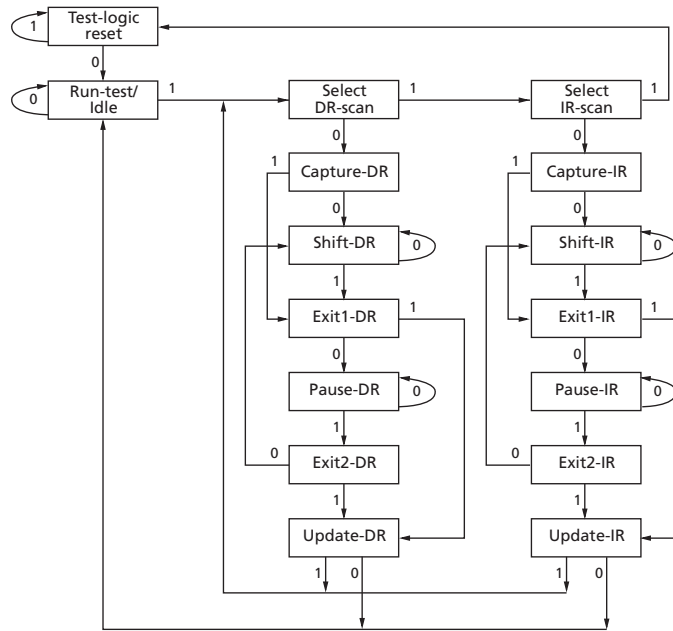 Test-logic
reset
1
0
Run-test/
Idle
0
1
Select
DR-scan
1
Select
IR-scan
1
0
0
1
Capture-DR
1
Capture-IR
0
0
Shift-DR
0
Shift-IR
0
1
1
Exit1-DR
1
Exit1-IR
1
0
0
Pause-DR
0
Pause-IR
0
1
1
0
Exit2-DR
0
Exit2-IR
1
1
Update-DR
Update-IR
1
0
1
0